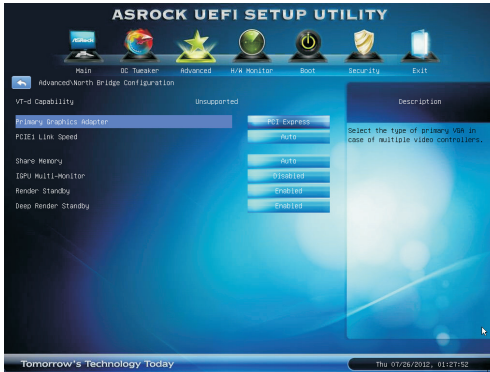 ASROCK UEFI SETUP UTILITY
ASRock
Main OC Tweaker Advanced H/W Monitor Boot Security Exit
Advanced\North Bridge Configuration
VT-d Capability Unsupported
Description
Primary Graphics Adapter PCI Express
Select the type of primary VGA in
case of multiple video controllers.
PCIE1 Link Speed Auto
Share Memory Auto
IGPU Multi-Monitor Disabled
Render Standby Enabled
Deep Render Standby Enabled
Tomorrow's Technology Today
Thu 07/26/2012, 01:27:52